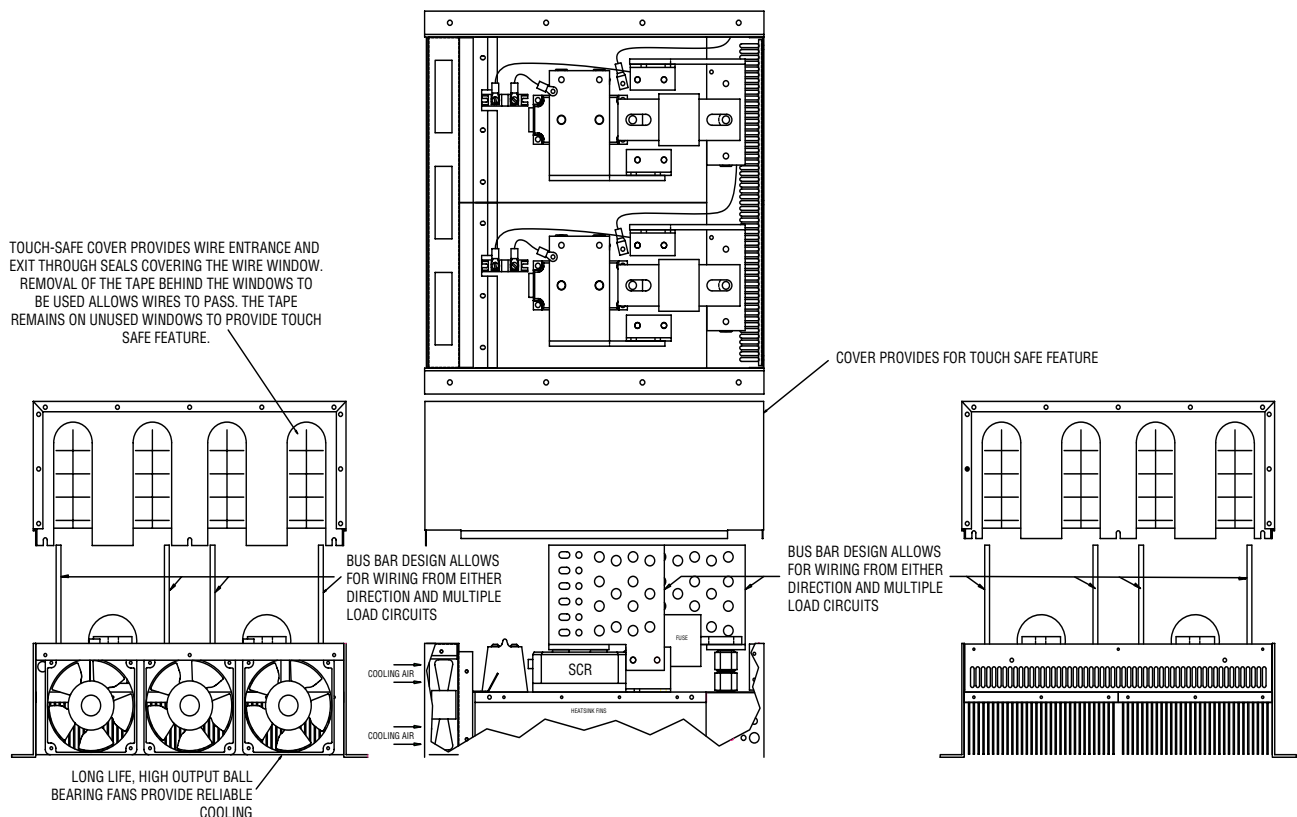 TOUCH-SAFE COVER PROVIDES WIRE ENTRANCE AND
EXIT THROUGH SEALS COVERING THE WIRE WINDOW.
REMOVAL OF THE TAPE BEHIND THE WINDOWS TO
BE USED ALLOWS WIRES TO PASS. THE TAPE
REMAINS ON UNUSED WINDOWS TO PROVIDE TOUCH
SAFE FEATURE.
COVER PROVIDES FOR TOUCH SAFE FEATURE
BUS BAR DESIGN ALLOWS
FOR WIRING FROM EITHER
DIRECTION AND MULTIPLE
LOAD CIRCUITS
BUS BAR DESIGN ALLOWS
FOR WIRING FROM EITHER
DIRECTION AND MULTIPLE
LOAD CIRCUITS
FUSE
SCR
COOLING AIR
HEATSINK FINS
COOLING AIR
LONG LIFE, HIGH OUTPUT BALL
BEARING FANS PROVIDE RELIABLE
COOLING